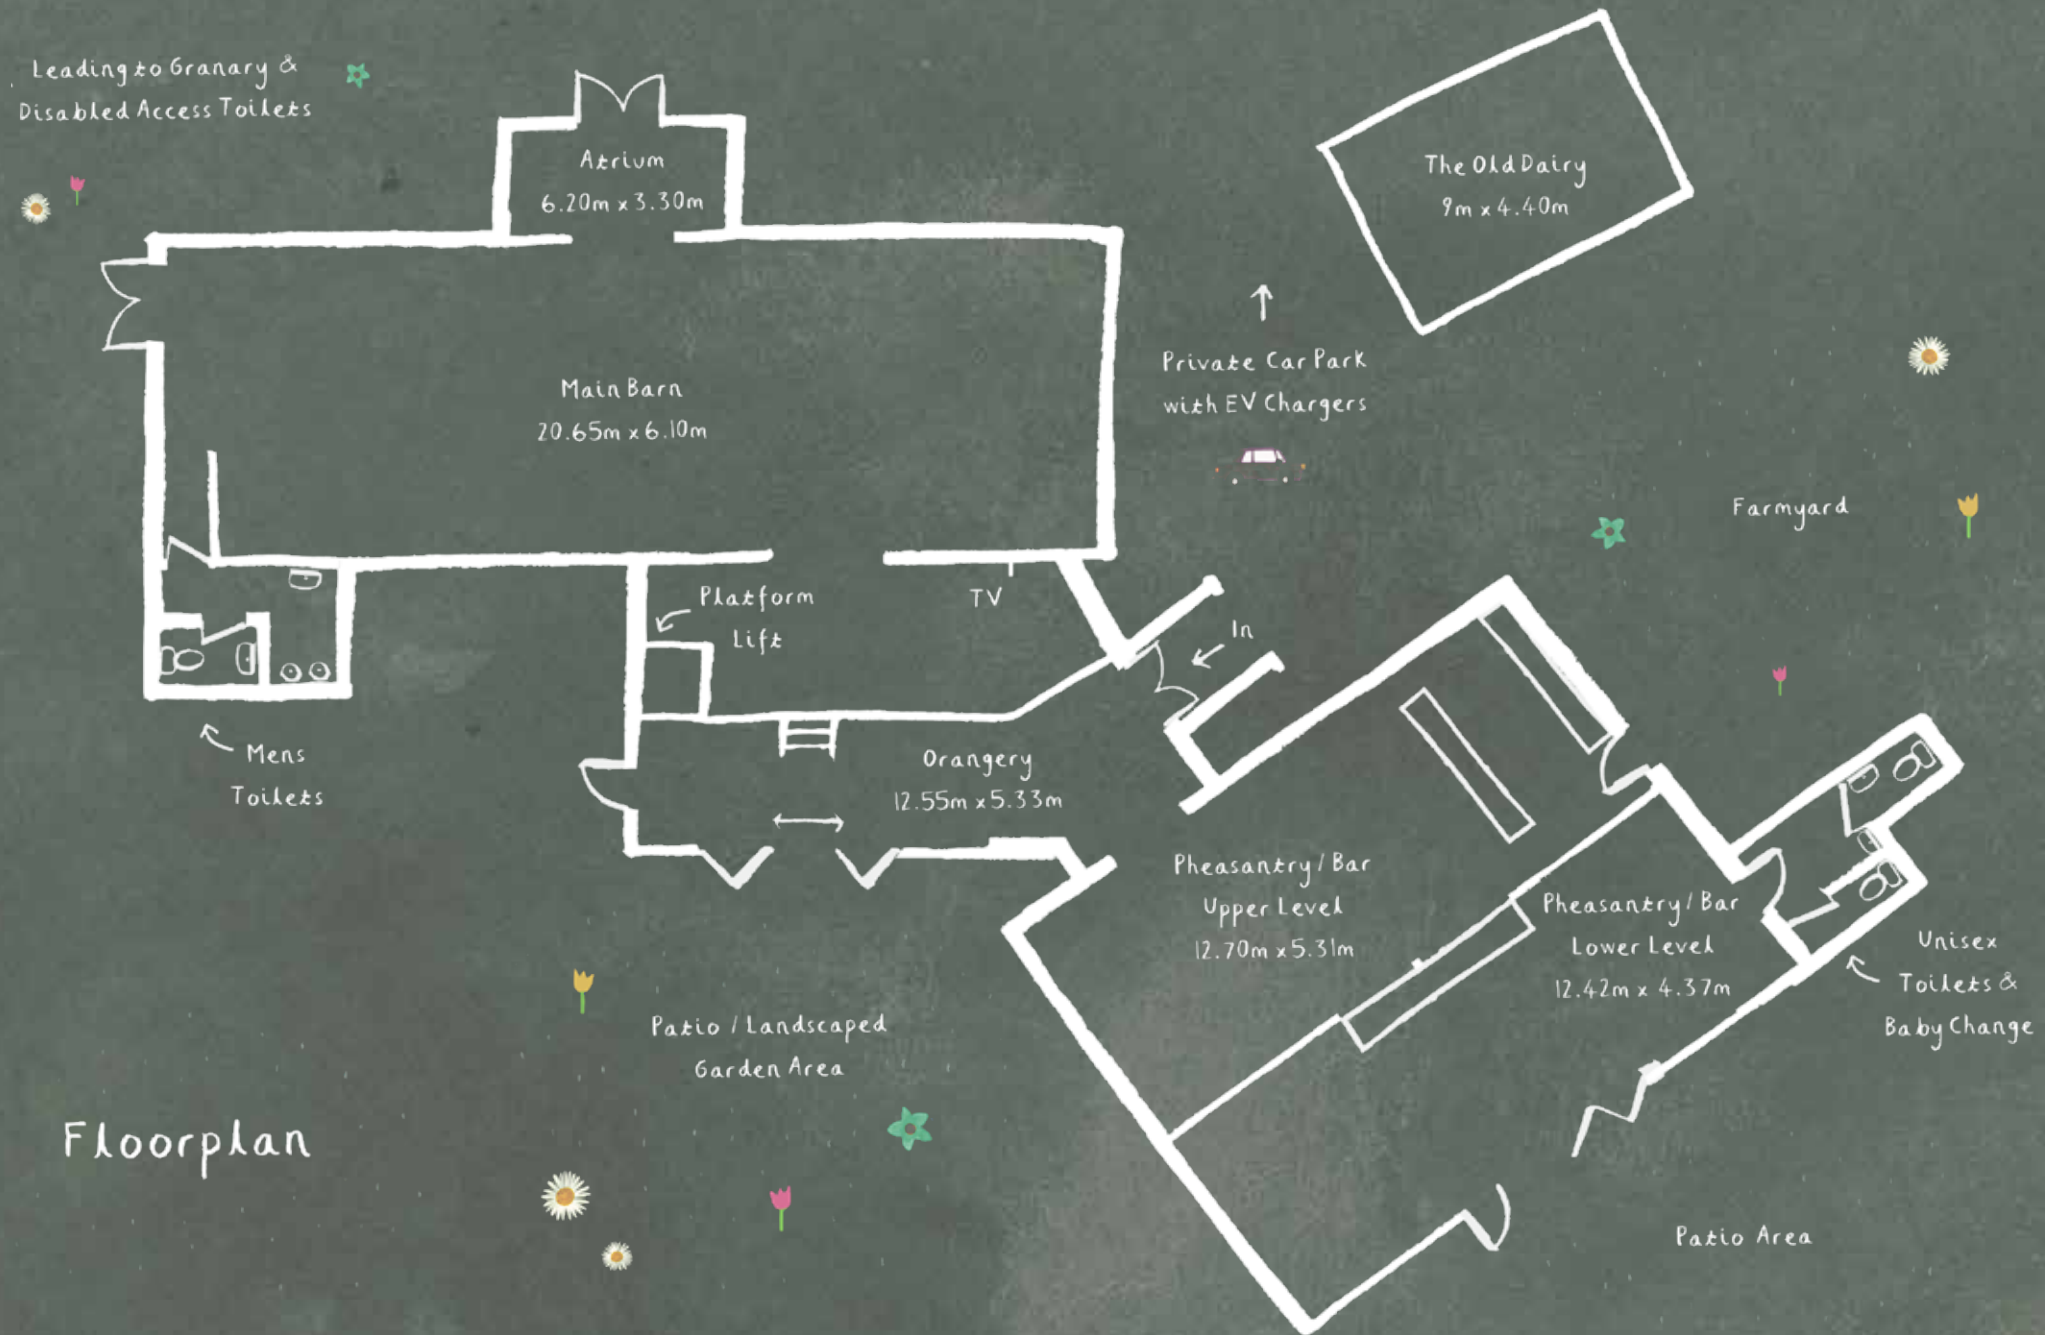 Leading to Granary &
Disabled Access Toilets
Atrium
6.20m x 3.30m
The Old Dairy
9m x 4.40m
Main Barn
20.65m x 6.10m
Private Car Park
with EV Chargers
Farmyard
Platform
Lift
TV
In
Mens
Toilets
Orangery
12.55m x 5.33m
Pheasantry / Bar
Upper Level
12.70m x 5.31m
Pheasantry / Bar
Lower Level
12.42m x 4.37m
Unisex
Toilets &
Baby Change
Patio / Landscaped
Garden Area
Floorplan
Patio Area